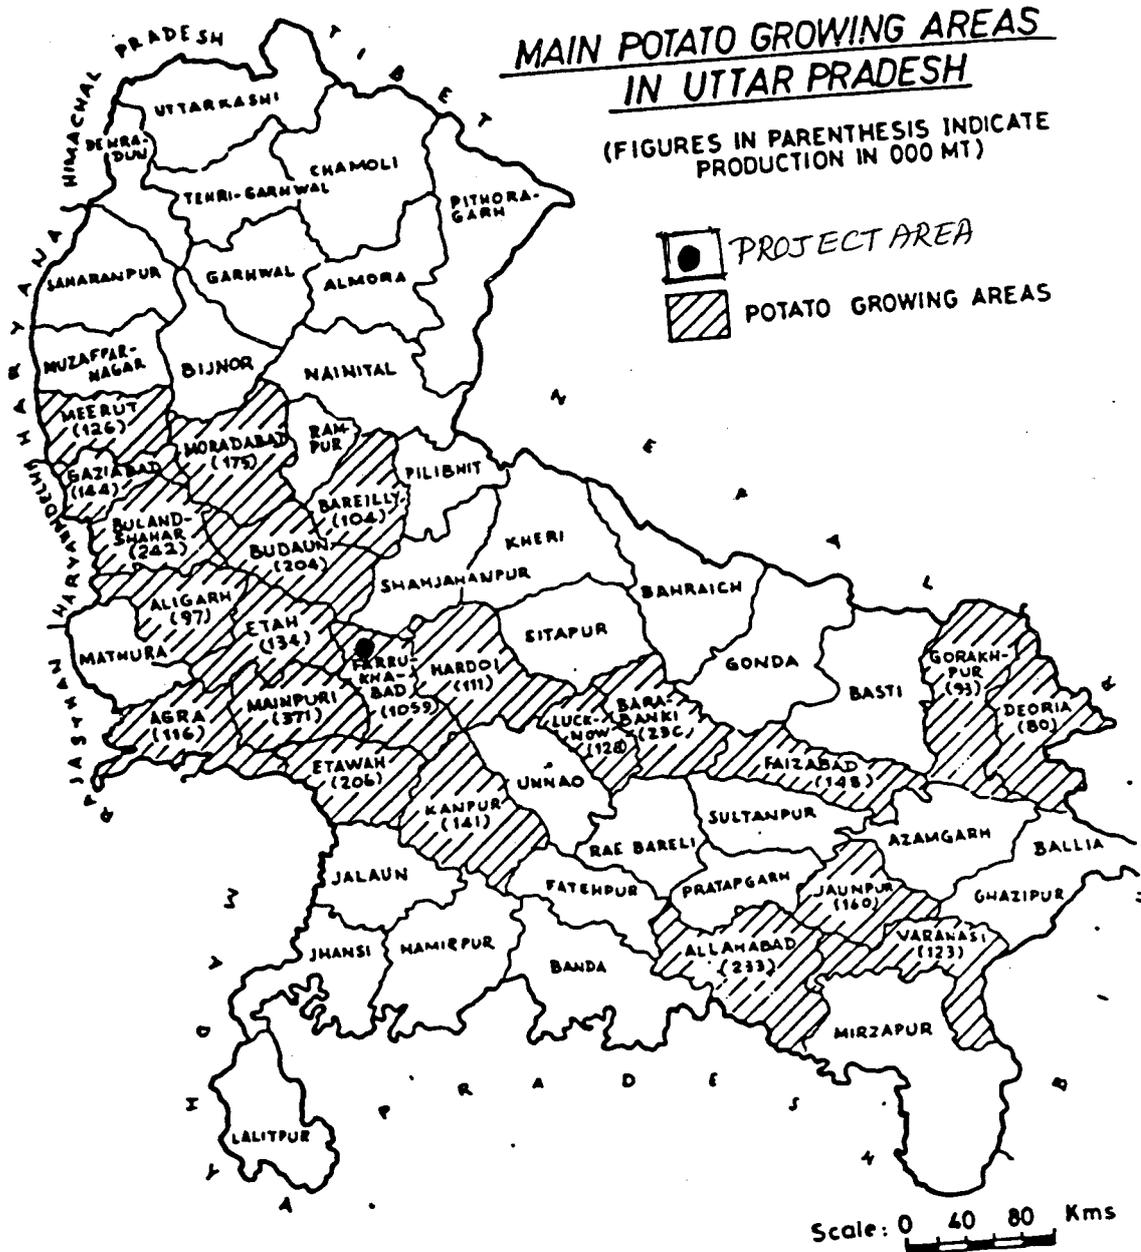 MAIN POTATO GROWING AREAS
IN UTTAR PRADESH
(FIGURES IN PARENTHESIS INDICATE
PRODUCTION IN 000 MT)
PROJECT AREA
POTATO GROWING AREAS
HIMACHAL PRADESH
TIBET
HARYANA
UTTARKASHI
DEHRA-
DUN
TEHRI-GARHWAL
CHAMOLI
PITHORA-
GARH
SAHARANPUR
GARHWAL
ALMORA
MUZAFFAR-
NAGAR
BIJNOR
NAINITAL
MEERUT
(126)
MORADABAD
(175)
RAM-
PUR
PILIBHIT
GAZIABAD
(144)
BAREILLY
(104)
BULAND-
SHAHAR
(242)
BUDAUN
(204)
KHERI
SHAHJAHANPUR
BAHRAICH
NEPAL
DELHI
HARYANA
ALIGARH
(97)
ETAH
(134)
SITAPUR
MATHURA
FARRU-
KHA-
BAD
(1059)
HARDOI
(111)
GONDA
BASTI
GORAKH-
PUR
(93)
DEORIA
(80)
AGRA
(116)
MAINPURI
(371)
LUCK-
NOW
(128)
BARA-
BANKI
ETAWAH
(206)
KANPUR
(141)
UNNAO
FAIZABAD
(148)
SULTANPUR
RAE BARELI
AZAMGARH
BALLIA
JALAUN
FATEHPUR
PRATAPGARH
JAUNPUR
(160)
GHAZIPUR
JHANSI
HAMIRPUR
BANDA
ALLAHABAD
(233)
VARANASI
(123)
MIRZAPUR
LALITPUR
PRADESH
Scale: 0 40 80 Kms